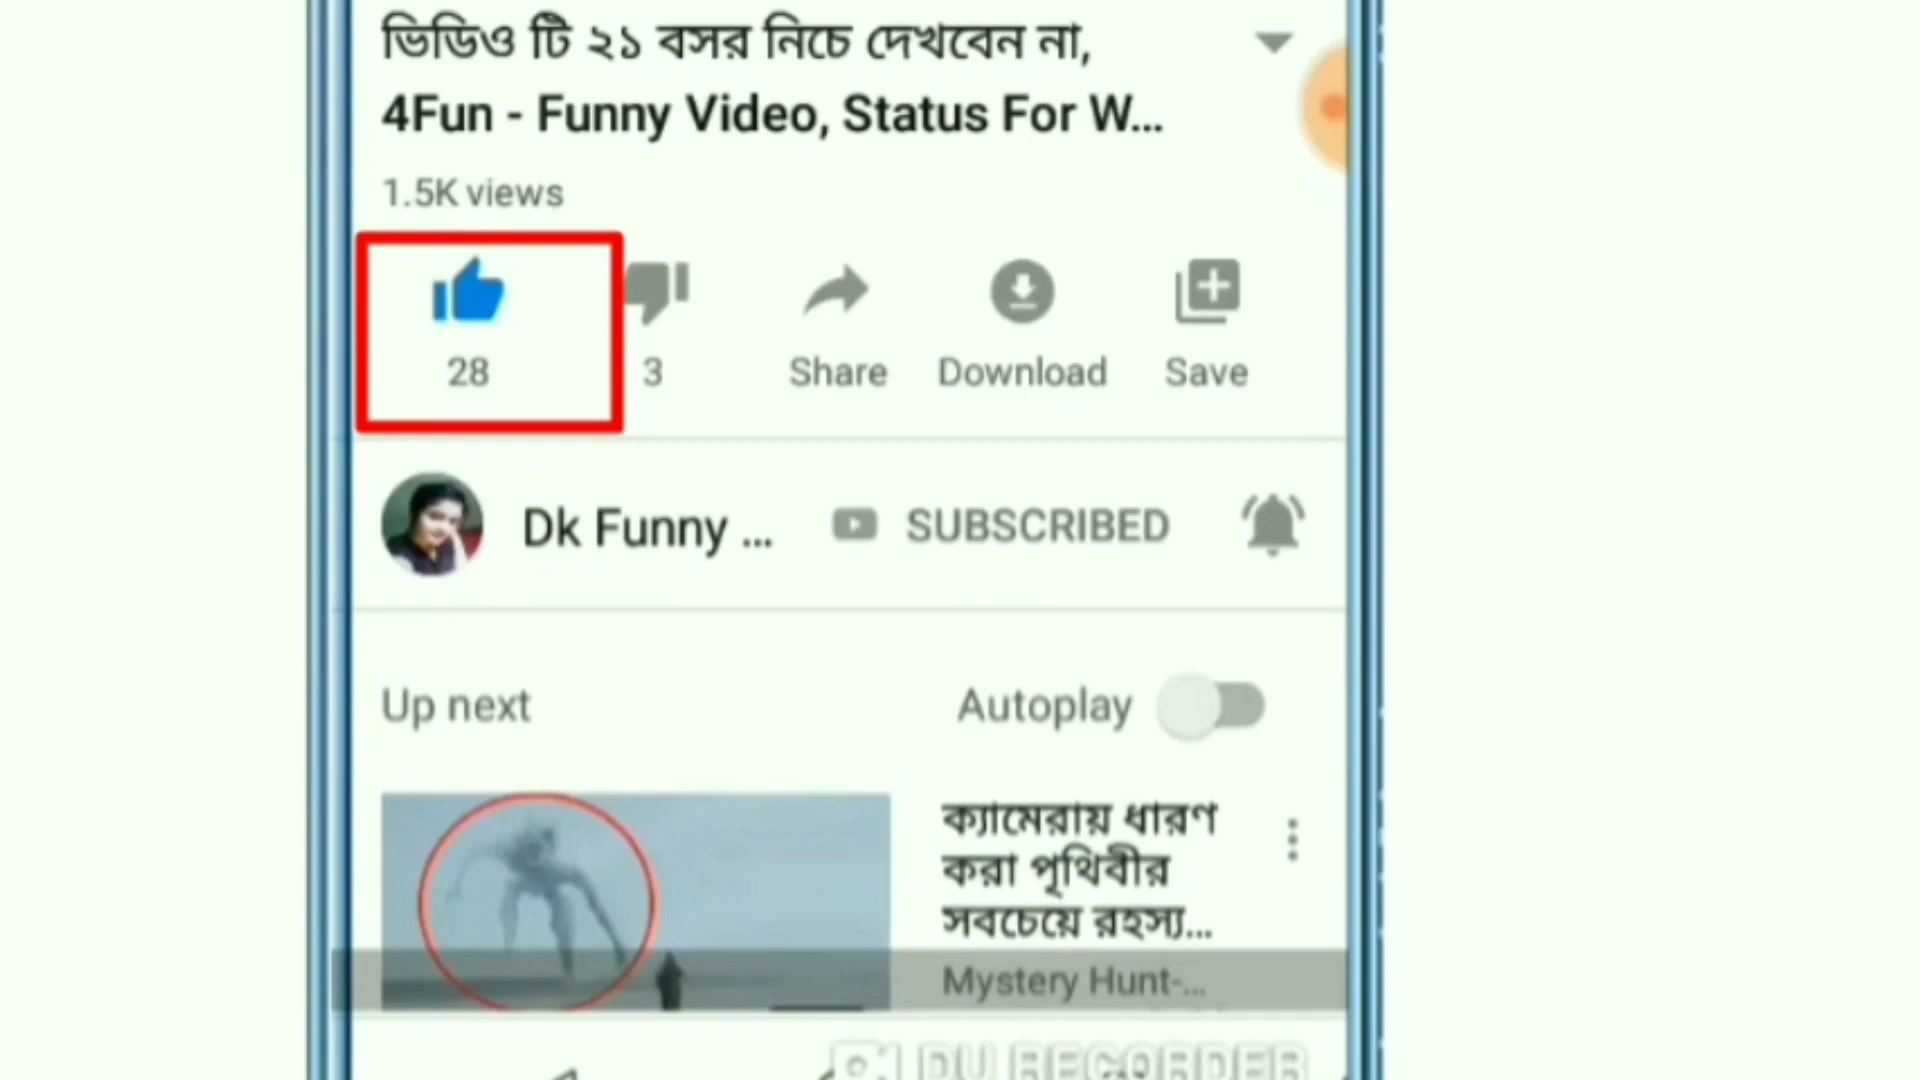 ভিডিও টি ২১ বসর নিচে দেখবেন না,
4Fun - Funny Video, Status For W...
1.5K views
28 3 Share Download Save
Dk Funny ... SUBSCRIBED
Up next Autoplay
ক্যামেরায় ধারণ
করা পৃথিবীর
সবচেয়ে রহস্য...
Mystery Hunt-...
DU RECORDER